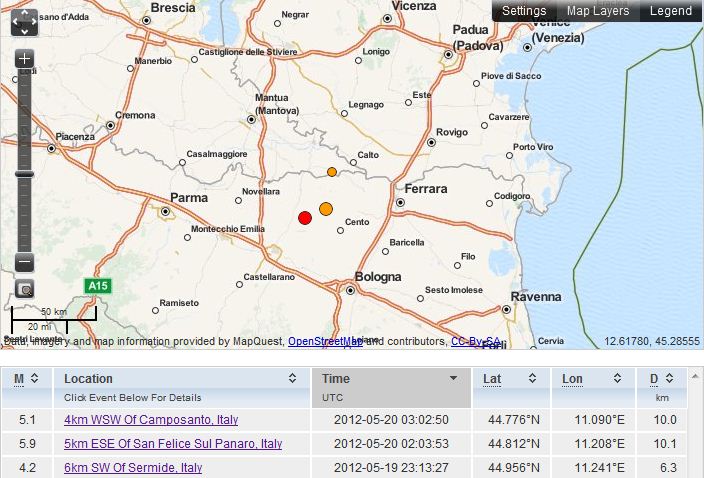 Settings Map Layers Legend
Brescia
Negrar
Vicenza
Padua
(Padova)
Venice
(Venezia)
Manerbio
Castiglione delle Stiviere
Lonigo
Piove di Sacco
Cremona
Mantua
(Mantova)
Legnago
Este
Cavarzere
Piacenza
Rovigo
Casalmaggiore
Calto
Porto Viro
Parma
Novellara
Ferrara
Codigoro
Montecchio Emilia
Cento
Baricella
Filo
Castellarano
Bologna
A15
Sesto Imolese
Ravenna
50 km
20 mi
Ramiseto
Cervia
Data, imagery and map information provided by MapQuest, OpenStreetMap and contributors, CC-By-SA
12.61780, 45.28555
M Location Time Lat Lon D
Click Event Below For Details UTC km
5.1 4km WSW Of Camposanto, Italy 2012-05-20 03:02:50 44.776°N 11.090°E 10.0
5.9 5km ESE Of San Felice Sul Panaro, Italy 2012-05-20 02:03:53 44.812°N 11.208°E 10.1
4.2 6km SW Of Sermide, Italy 2012-05-19 23:13:27 44.956°N 11.241°E 6.3